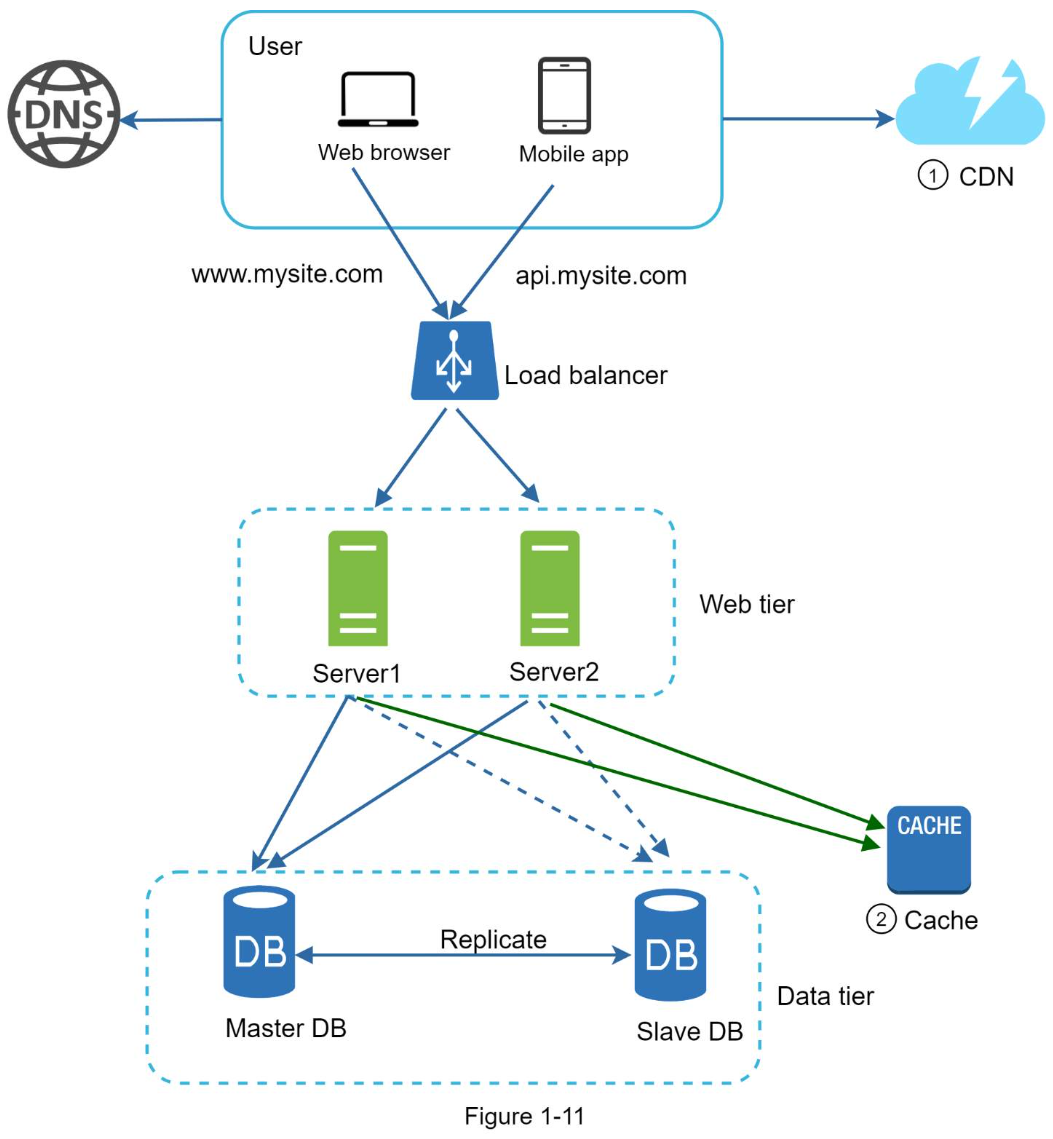 User
DNS
Web browser
Mobile app
1 CDN
www.mysite.com
api.mysite.com
Load balancer
Web tier
Server1
Server2
CACHE
2 Cache
DB
Replicate
DB
Data tier
Master DB
Slave DB
Figure 1-11